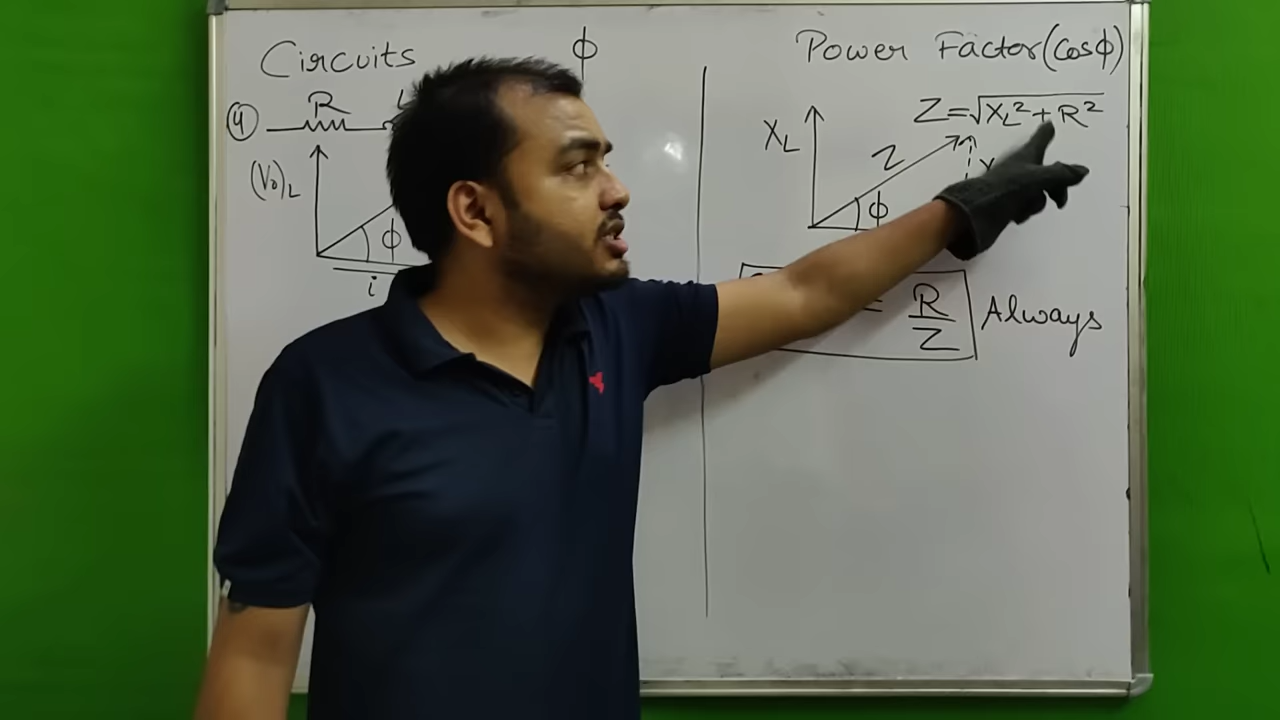 Circuits
ϕ
④ R L
(V₀)L
ϕ
i
Power Factor (Cosϕ)
Z=√XL²+R²
XL
Z
ϕ
= R/Z Always